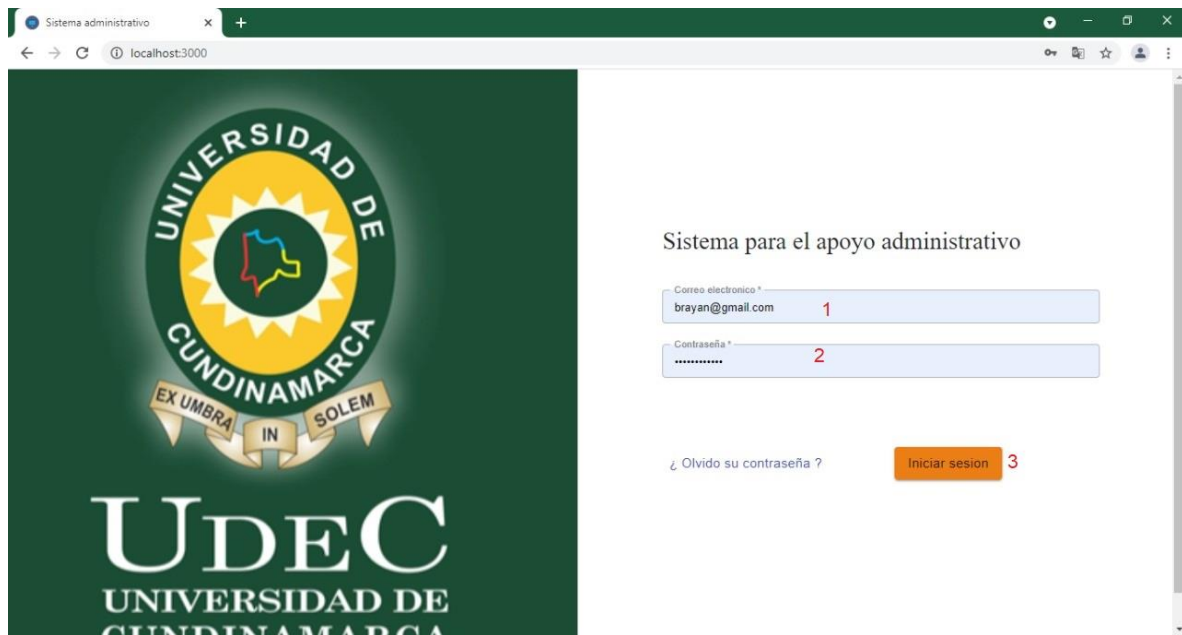 Sistema administrativo
localhost:3000
UNIVERSIDAD DE
CUNDINAMARCA
EX UMBRA IN SOLEM
UDEC
UNIVERSIDAD DE
CUNDINAMARCA
Sistema para el apoyo administrativo
Correo electronico *
brayan@gmail.com 1
Contraseña *
•••••••••••• 2
¿ Olvido su contraseña ?
Iniciar sesion 3